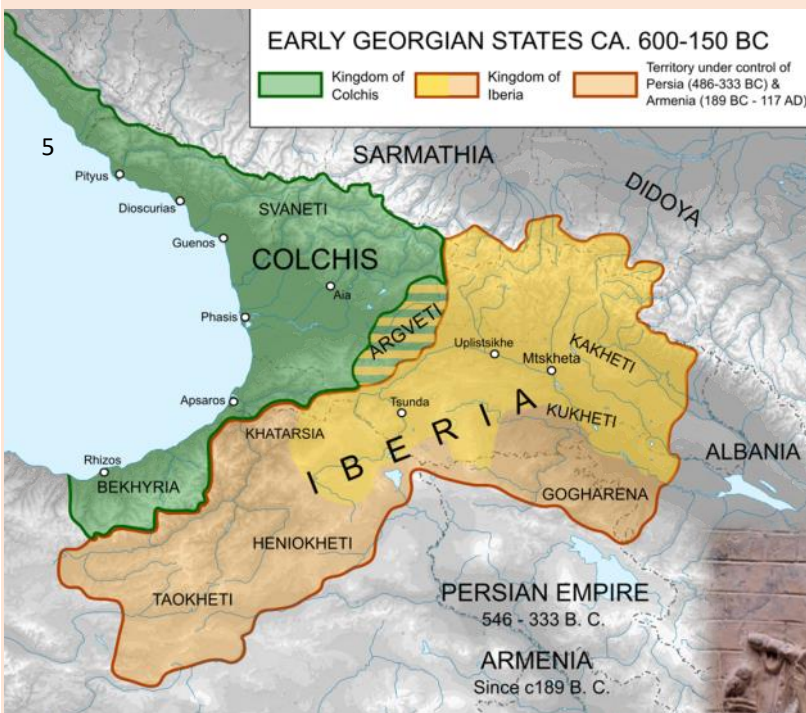 EARLY GEORGIAN STATES CA. 600-150 BC
Kingdom of
Colchis
Kingdom of
Iberia
Territory under control of
Persia (486-333 BC) &
Armenia (189 BC - 117 AD)
5
SARMATHIA
DIDOYA
Pityus
Dioscurias
SVANETI
Guenos
COLCHIS
Aia
Phasis
ARGVETI
Uplistsikhe
KAKHETI
Mtskheta
Apsaros
Tsunda
KUKHETI
KHATARSIA
IBERIA
ALBANIA
Rhizos
BEKHYRIA
GOGHARENA
HENIOKHETI
TAOKHETI
PERSIAN EMPIRE
546 - 333 B. C.
ARMENIA
Since c189 B. C.